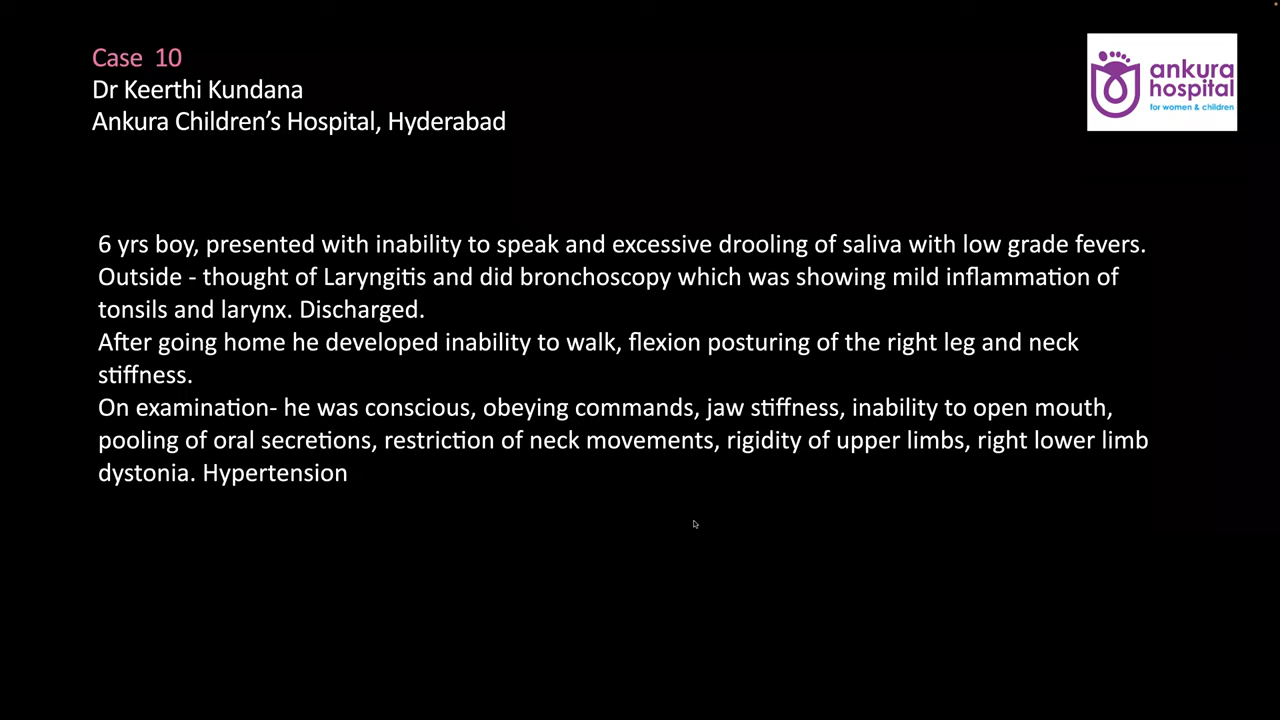 Case 10
Dr Keerthi Kundana
Ankura Children’s Hospital, Hyderabad
ankura
hospital
for women & children
6 yrs boy, presented with inability to speak and excessive drooling of saliva with low grade fevers.
Outside - thought of Laryngitis and did bronchoscopy which was showing mild inflammation of
tonsils and larynx. Discharged.
After going home he developed inability to walk, flexion posturing of the right leg and neck
stiffness.
On examination- he was conscious, obeying commands, jaw stiffness, inability to open mouth,
pooling of oral secretions, restriction of neck movements, rigidity of upper limbs, right lower limb
dystonia. Hypertension